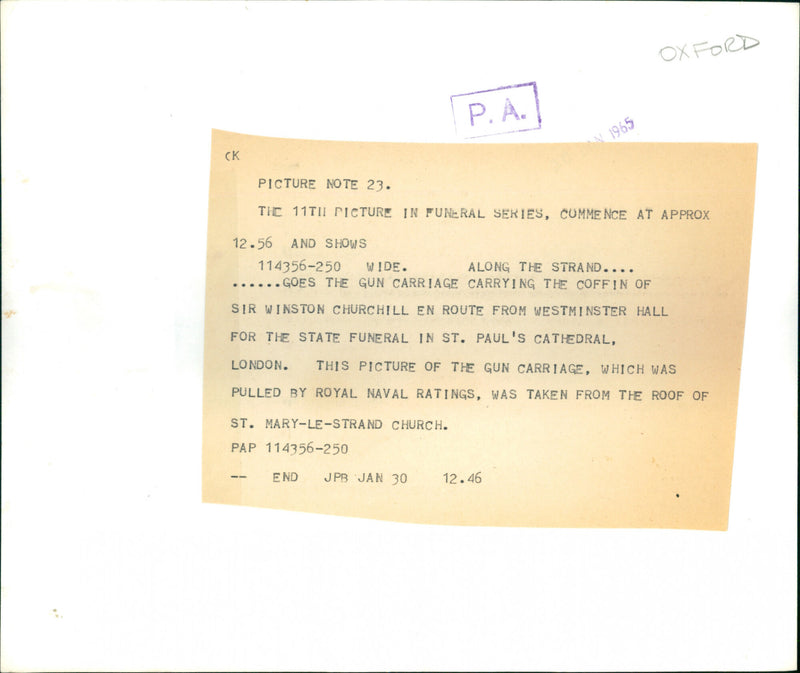 OXFORD
P.A.
1965
CK
PICTURE NOTE 23.
THE 11TH PICTURE IN FUNERAL SERIES, COMMENCE AT APPROX
12.56 AND SHOWS
114356-250 WIDE. ALONG THE STRAND....
......GOES THE GUN CARRIAGE CARRYING THE COFFIN OF
SIR WINSTON CHURCHILL EN ROUTE FROM WESTMINSTER HALL
FOR THE STATE FUNERAL IN ST. PAUL'S CATHEDRAL,
LONDON. THIS PICTURE OF THE GUN CARRIAGE, WHICH WAS
PULLED BY ROYAL NAVAL RATINGS, WAS TAKEN FROM THE ROOF OF
ST. MARY-LE-STRAND CHURCH.
PAP 114356-250
-- END JPB JAN 30 12.46